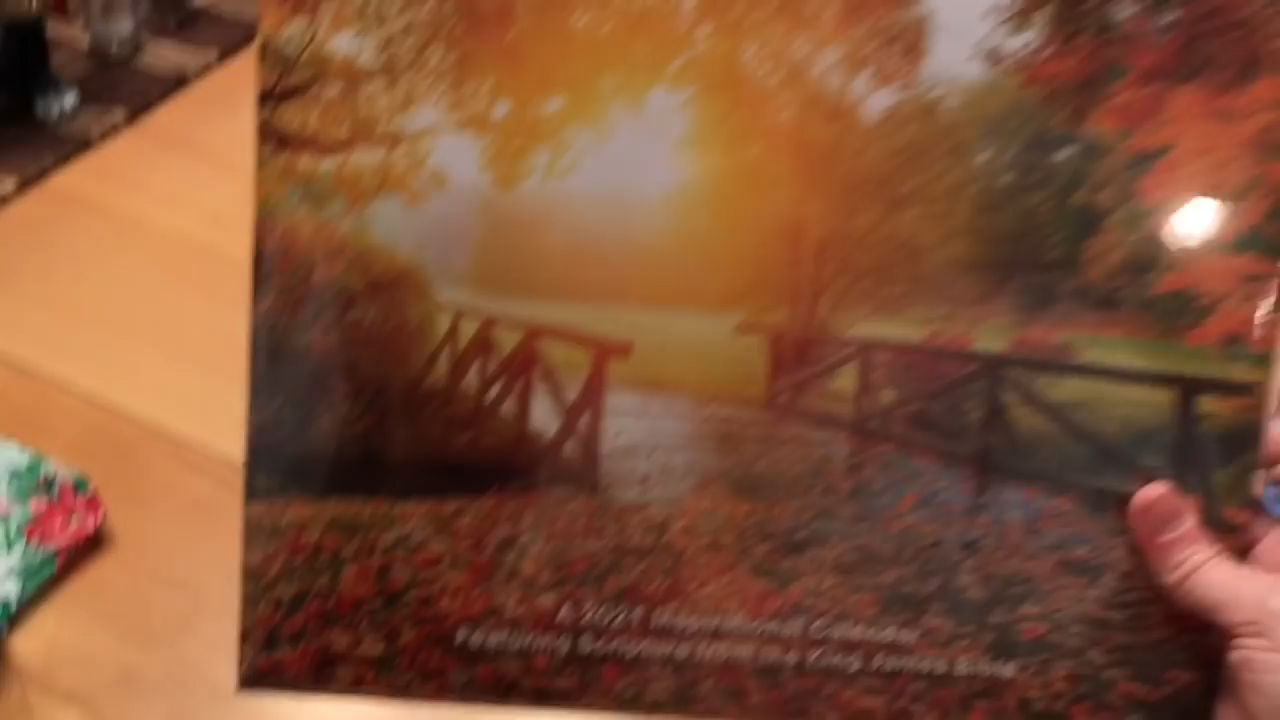 A 2021 Inspirational Calendar
Featuring Scripture from the King James Bible